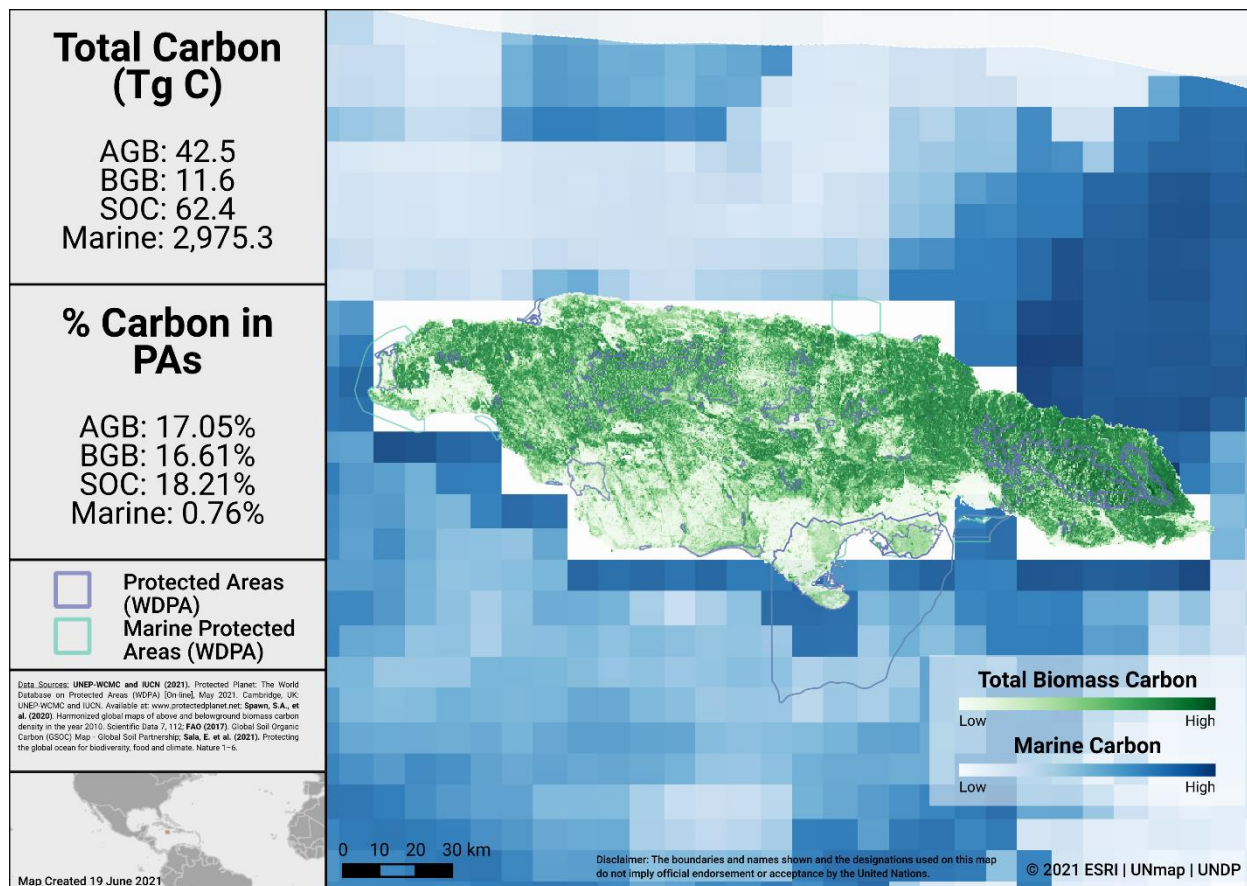 Total Carbon
(Tg C)
AGB: 42.5
BGB: 11.6
SOC: 62.4
Marine: 2,975.3
% Carbon in
PAs
AGB: 17.05%
BGB: 16.61%
SOC: 18.21%
Marine: 0.76%
Protected Areas
(WDPA)
Marine Protected
Areas (WDPA)
Data Sources: UNEP-WCMC and IUCN (2021). Protected Planet: The World
Database on Protected Areas (WDPA) [On-line], May 2021. Cambridge, UK:
UNEP-WCMC and IUCN. Available at: www.protectedplanet.net; Spawn, S.A., et
al. (2020). Harmonized global maps of above and belowground biomass carbon
density in the year 2010. Scientific Data 7, 112; FAO (2017). Global Soil Organic
Carbon (GSOC) Map - Global Soil Partnership; Sala, E. et al. (2021). Protecting
the global ocean for biodiversity, food and climate. Nature 1–6.
Map Created 19 June 2021
Total Biomass Carbon
Low High
Marine Carbon
Low High
0 10 20 30 km
Disclaimer: The boundaries and names shown and the designations used on this map
do not imply official endorsement or acceptance by the United Nations.
© 2021 ESRI | UNmap | UNDP